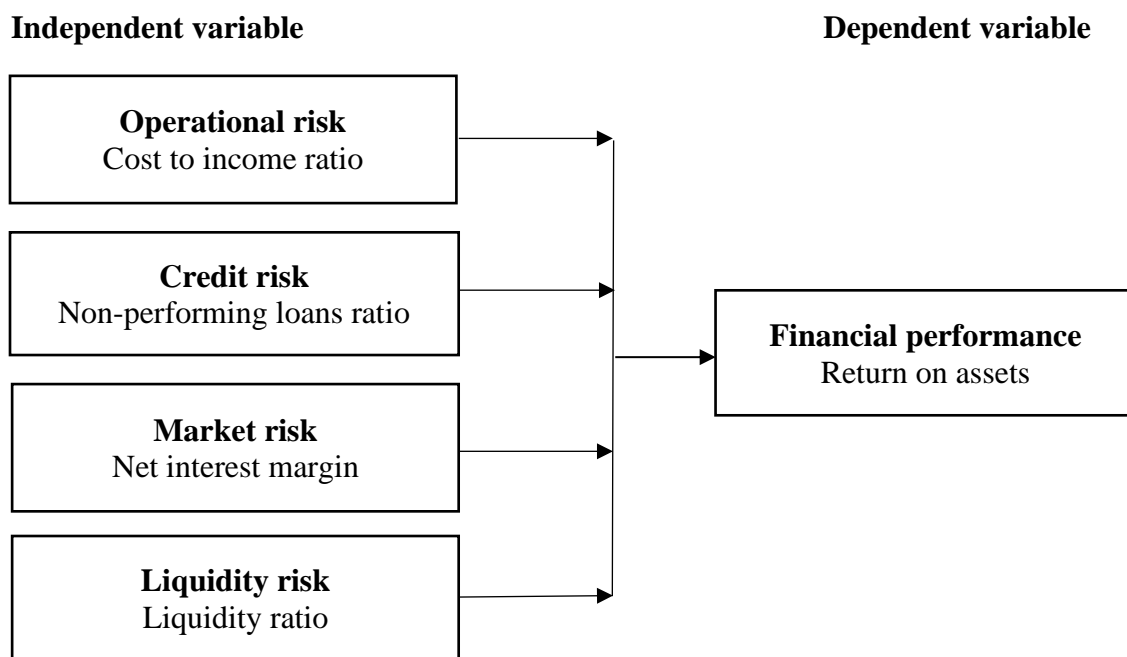 Independent variable
Dependent variable
Operational risk
Cost to income ratio
Credit risk
Non-performing loans ratio
Market risk
Net interest margin
Liquidity risk
Liquidity ratio
Financial performance
Return on assets